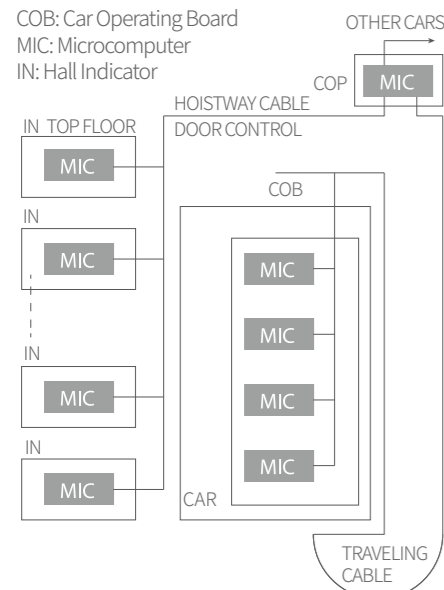 COB: Car Operating Board
MIC: Microcomputer
IN: Hall Indicator
OTHER CARS
COP
MIC
HOISTWAY CABLE
DOOR CONTROL
IN TOP FLOOR
MIC
COB
IN
MIC
MIC
MIC
IN
MIC
MIC
IN
MIC
MIC
CAR
TRAVELING
CABLE